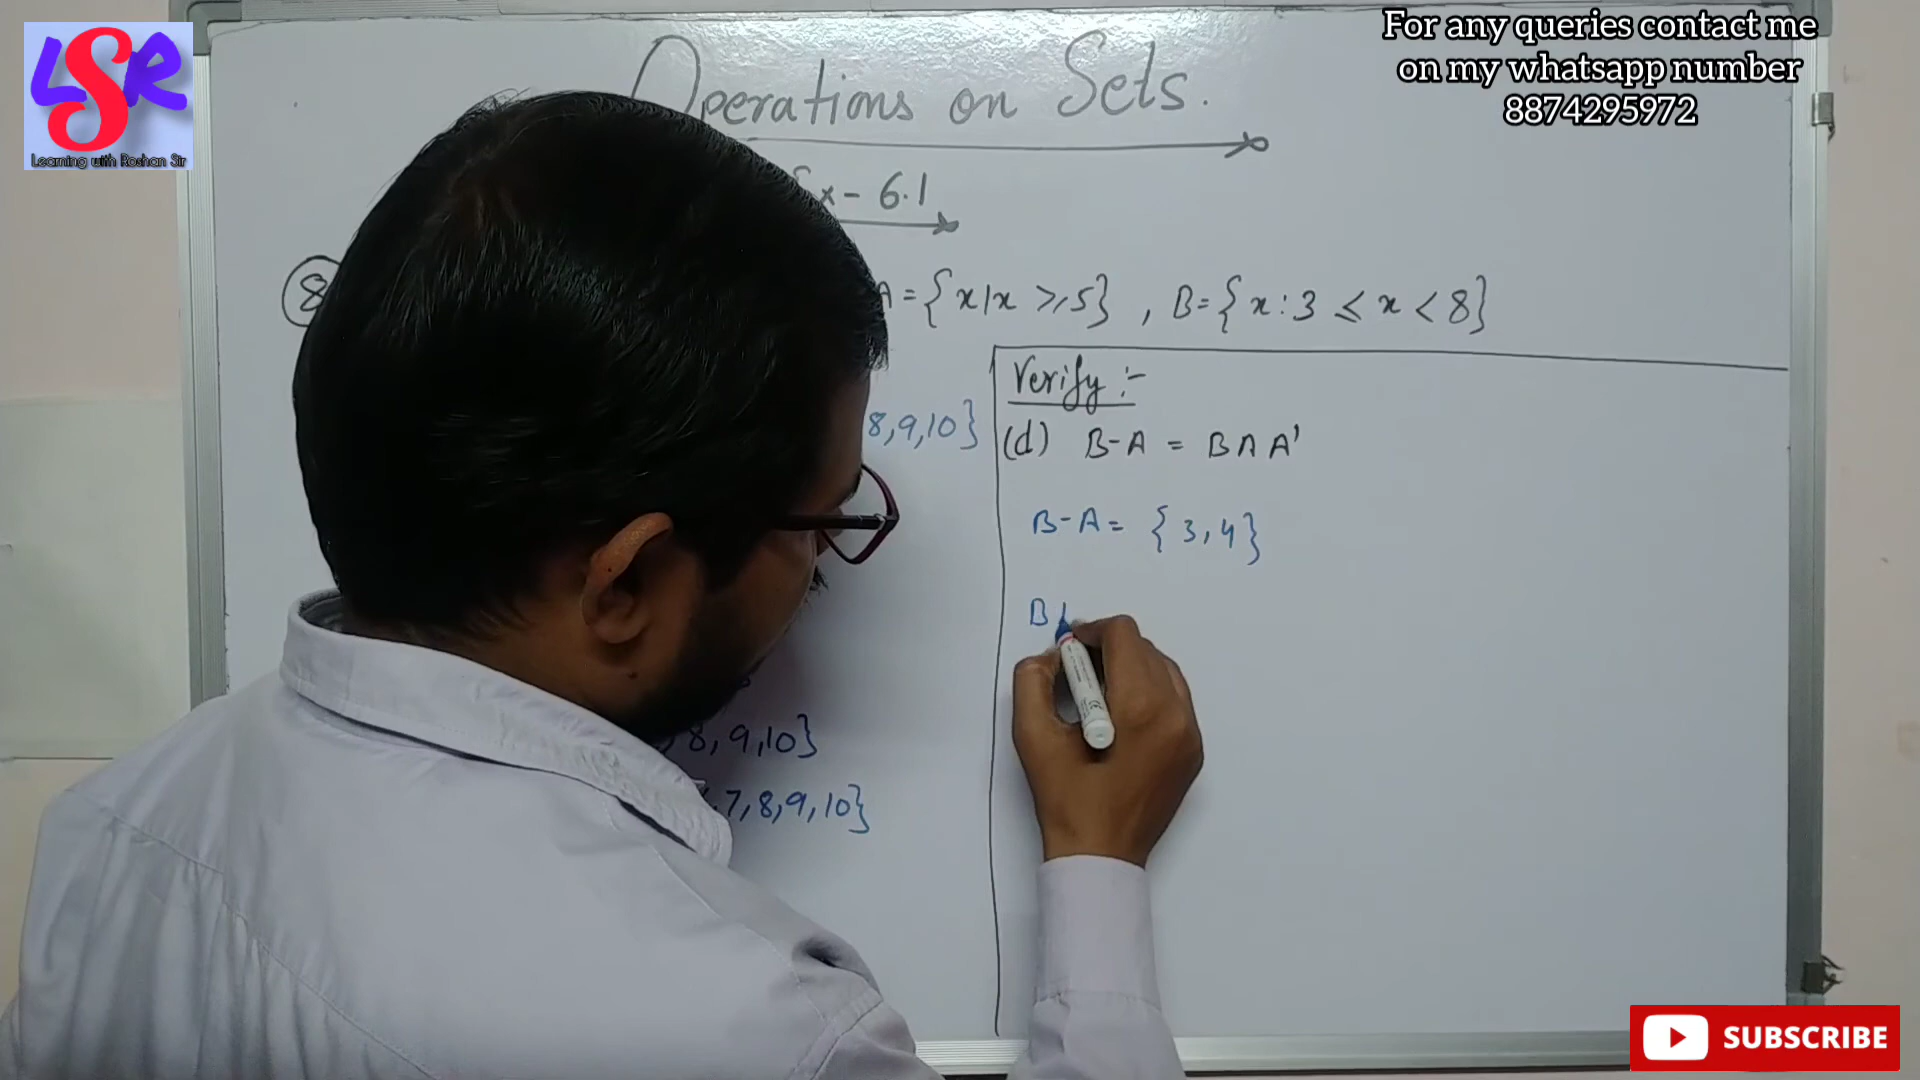 LSR
Learning with Roshan Sir
For any queries contact me
on my whatsapp number
8874295972
Operations on Sets.
Ex - 6.1
8
A = {x|x ≥ 5} , B = {x : 3 ≤ x < 8}
8,9,10}
, 8, 9,10}
,7,8,9,10}
Verify :-
(d) B-A = B∩A'
B-A = {3,4}
B
SUBSCRIBE